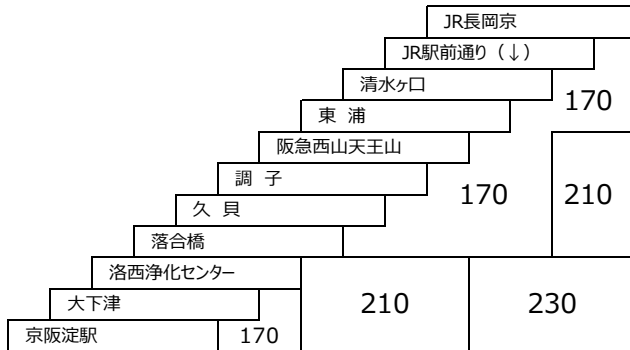 JR長岡京
JR駅前通り（↓）
清水ヶ口
170
東 浦
阪急西山天王山
調 子
170
210
久 貝
落合橋
洛西浄化センター
大下津
210
230
京阪淀駅
170